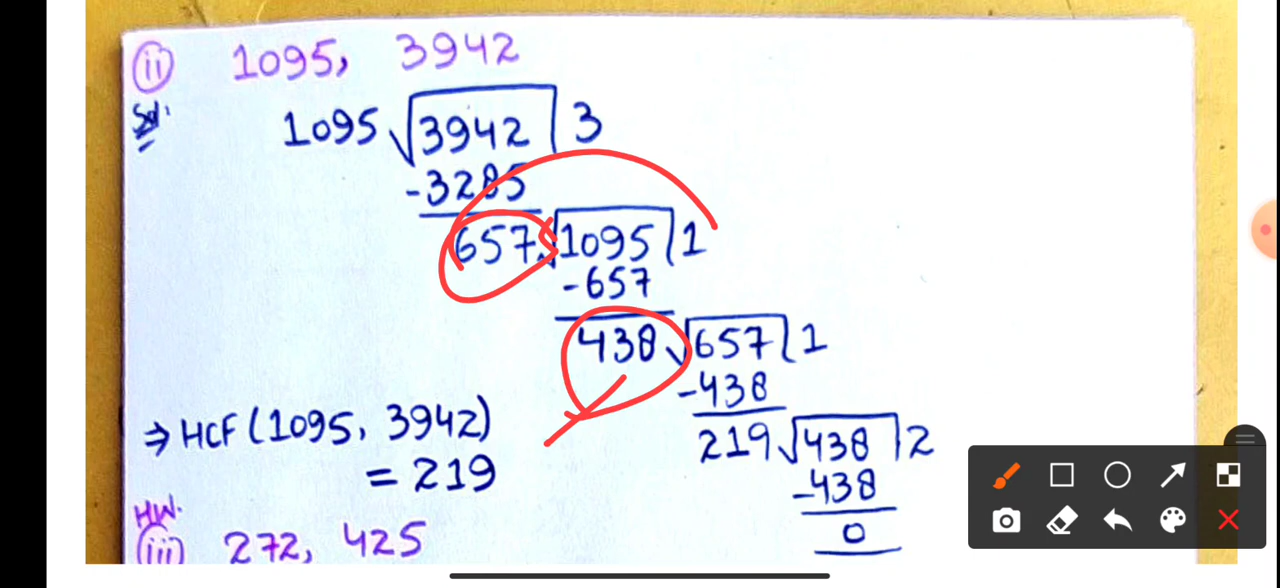 (ii) 1095, 3942
Sol:
1095 √3942 3
-3285
657 √1095 1
-657
438 √657 1
-438
219 √438 2
-438
0
⇒ HCF (1095, 3942)
= 219
HW.
(iii) 272, 425